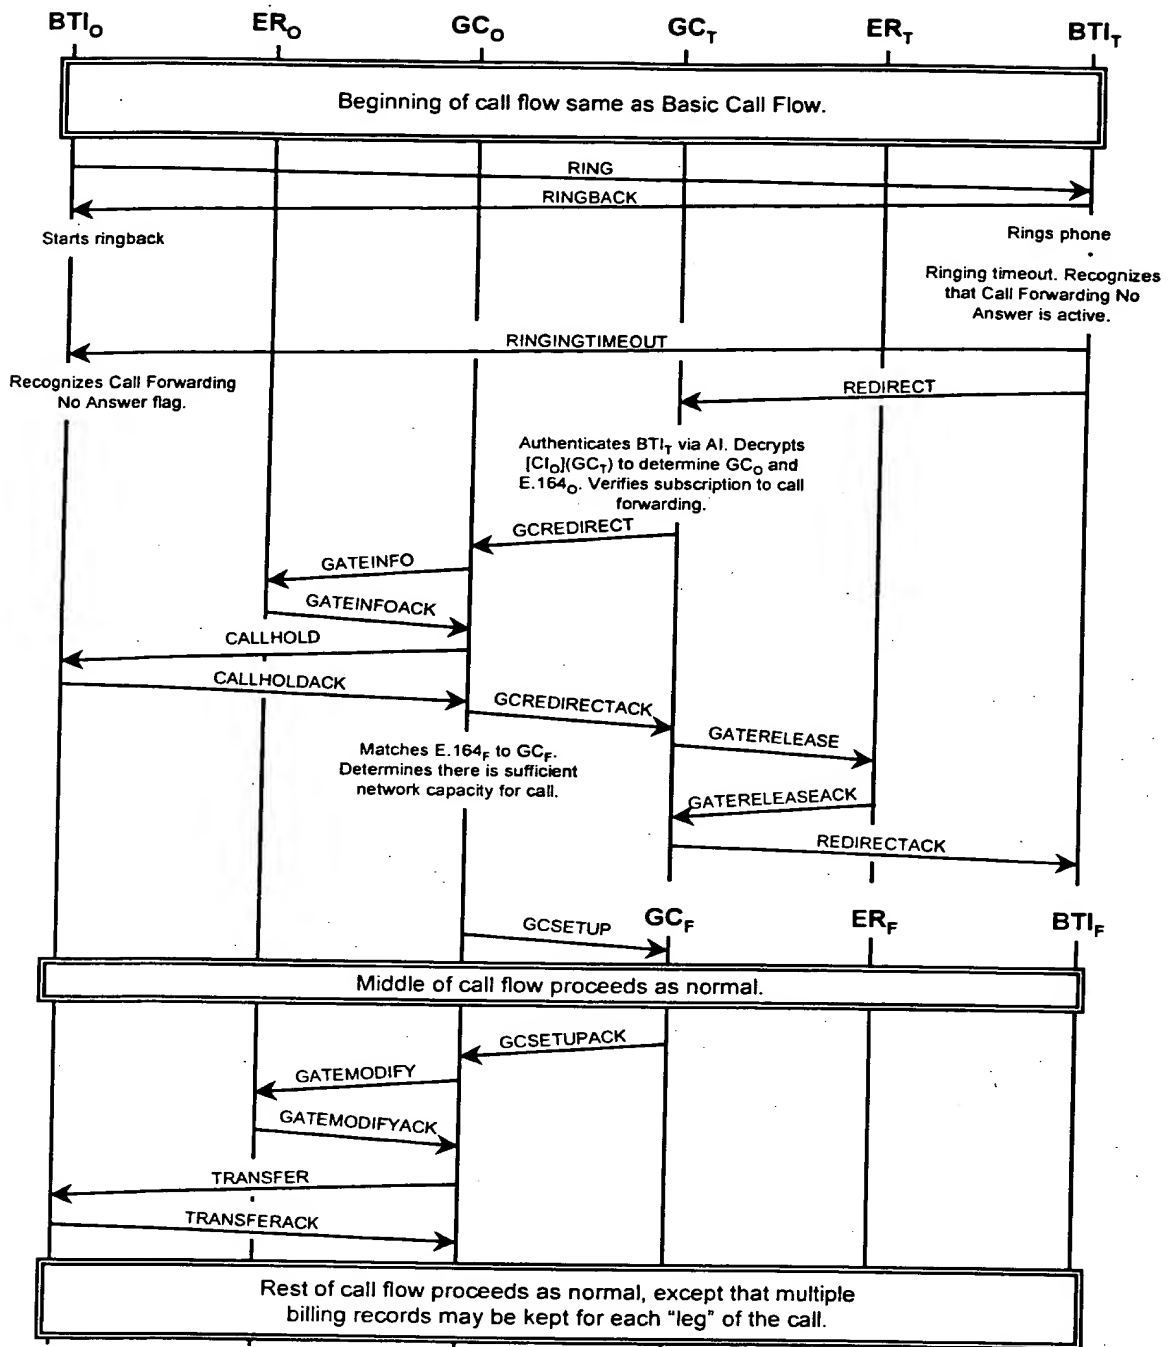 BTIO ERO GCO GCT ERT BTIT
Beginning of call flow same as Basic Call Flow.
RING
RINGBACK
Starts ringback
Rings phone
Ringing timeout. Recognizes
that Call Forwarding No
Answer is active.
RINGINGTIMEOUT
Recognizes Call Forwarding
No Answer flag.
REDIRECT
Authenticates BTIT via AI. Decrypts
[CIO](GCT) to determine GCO and
E.164O. Verifies subscription to call
forwarding.
GCREDIRECT
GATEINFO
GATEINFOACK
CALLHOLD
CALLHOLDACK
GCREDIRECTACK
Matches E.164F to GCF.
Determines there is sufficient
network capacity for call.
GATERELEASE
GATERELEASEACK
REDIRECTACK
GCSETUP
GCF ERF BTIF
Middle of call flow proceeds as normal.
GCSETUPACK
GATEMODIFY
GATEMODIFYACK
TRANSFER
TRANSFERACK
Rest of call flow proceeds as normal, except that multiple
billing records may be kept for each "leg" of the call.